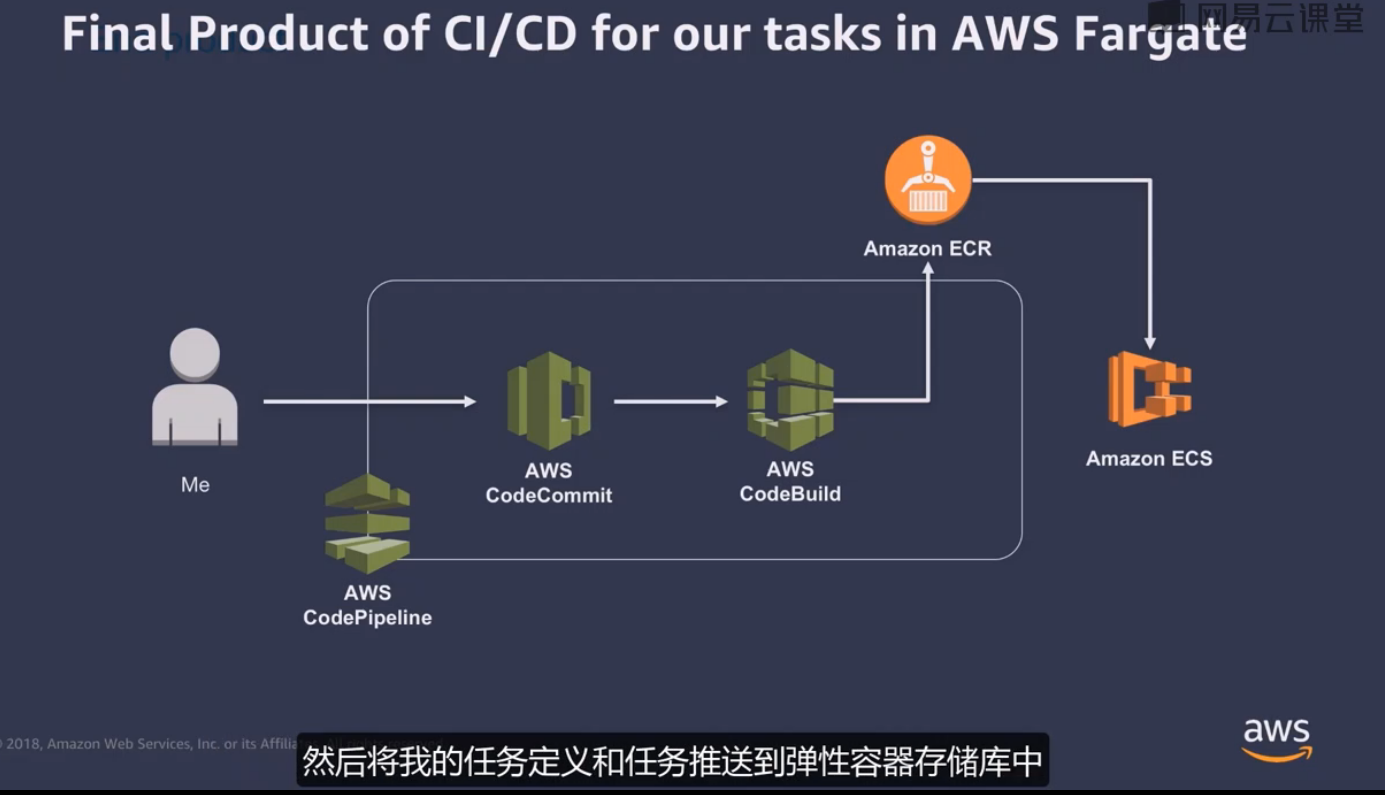 Final Product of CI/CD for our tasks in AWS Fargate
网易云课堂
Amazon ECR
Me
AWS
CodeCommit
AWS
CodeBuild
Amazon ECS
AWS
CodePipeline
aws
2018, Amazon Web Services, Inc. or its Affilia
然后将我的任务定义和任务推送到弹性容器存储库中